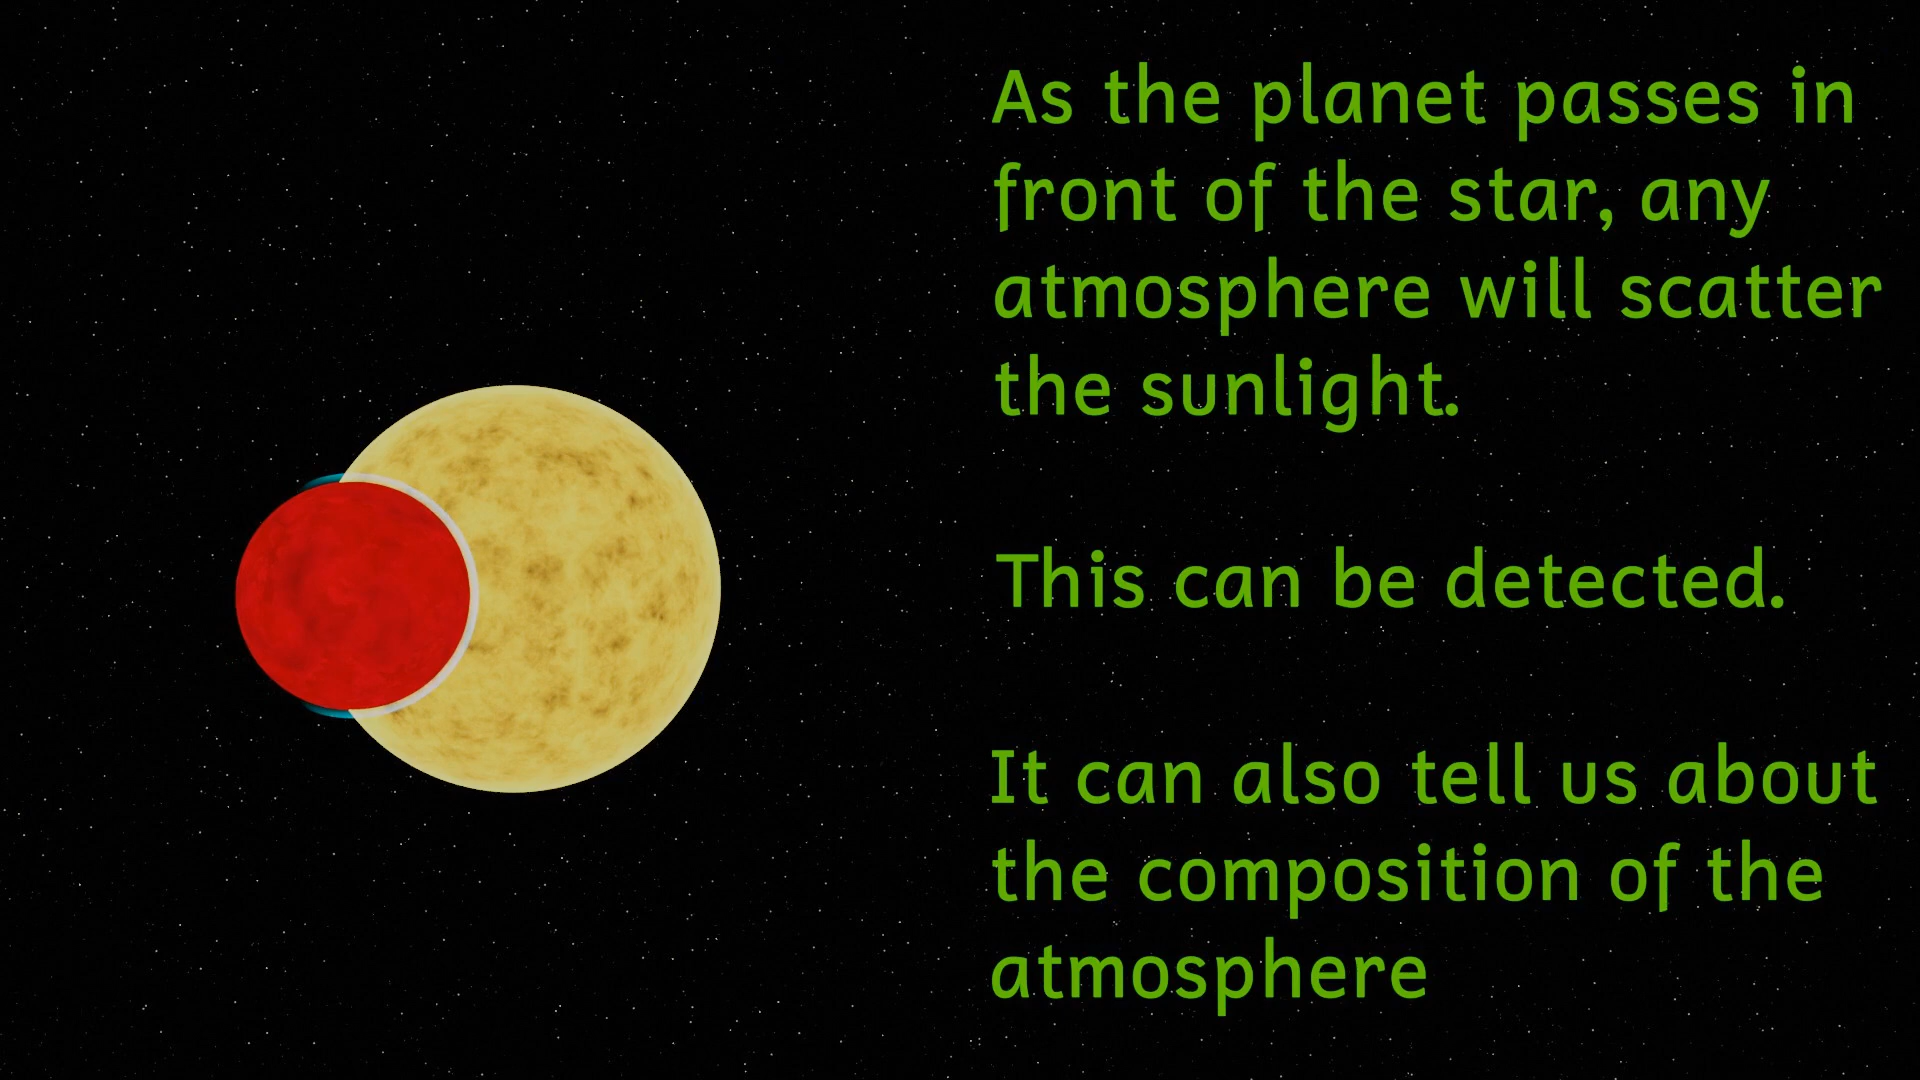 As the planet passes in
front of the star, any
atmosphere will scatter
the sunlight.
This can be detected.
It can also tell us about
the composition of the
atmosphere